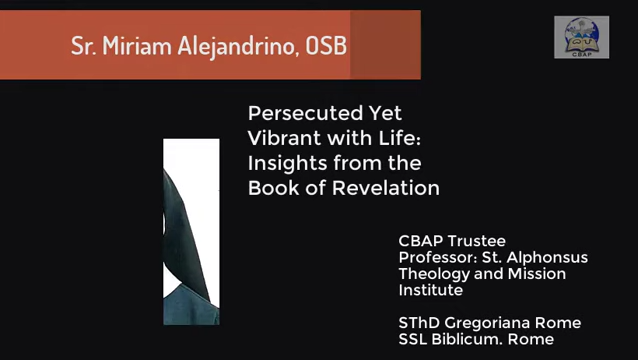 Sr. Miriam Alejandrino, OSB
CBAP
Persecuted Yet
Vibrant with Life:
Insights from the
Book of Revelation
CBAP Trustee
Professor: St. Alphonsus
Theology and Mission
Institute
SThD Gregoriana Rome
SSL Biblicum. Rome